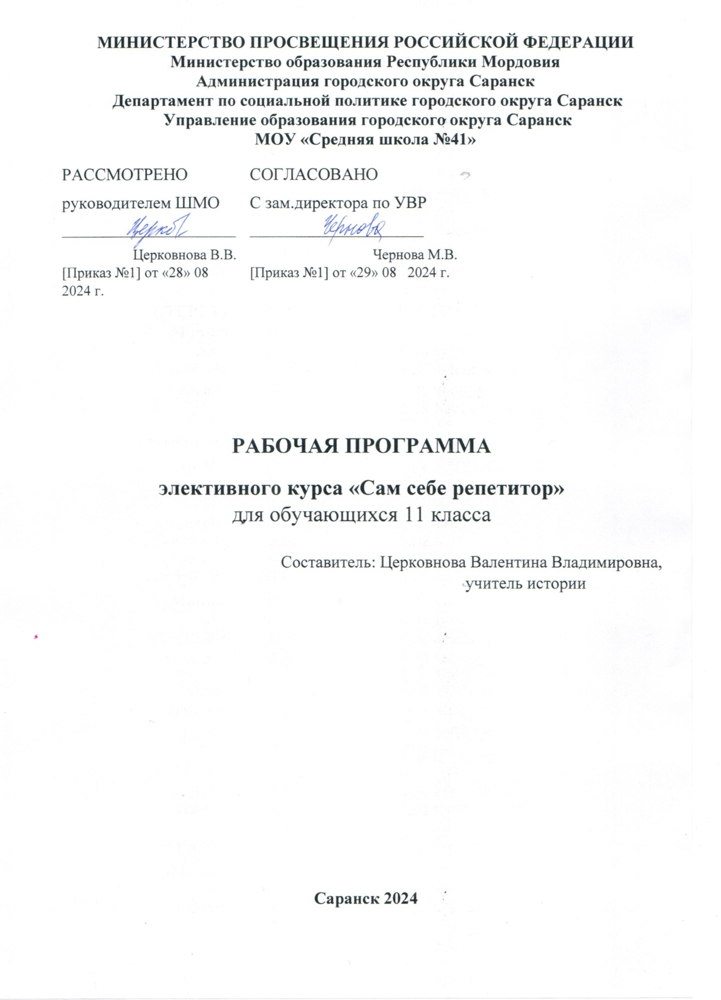 МИНИСТЕРСТВО ПРОСВЕЩЕНИЯ РОССИЙСКОЙ ФЕДЕРАЦИИ
Министерство образования Республики Мордовия
Администрация городского округа Саранск
Департамент по социальной политике городского округа Саранск
Управление образования городского округа Саранск
МОУ «Средняя школа №41»
РАССМОТРЕНО
руководителем ШМО
Церков
Церковнова В.В.
[Приказ №1] от «28» 08
2024 г.
СОГЛАСОВАНО
С зам.директора по УВР
Чернова
Чернова М.В.
[Приказ №1] от «29» 08 2024 г.
РАБОЧАЯ ПРОГРАММА
элективного курса «Сам себе репетитор»
для обучающихся 11 класса
Составитель: Церковнова Валентина Владимировна,
учитель истории
Саранск 2024